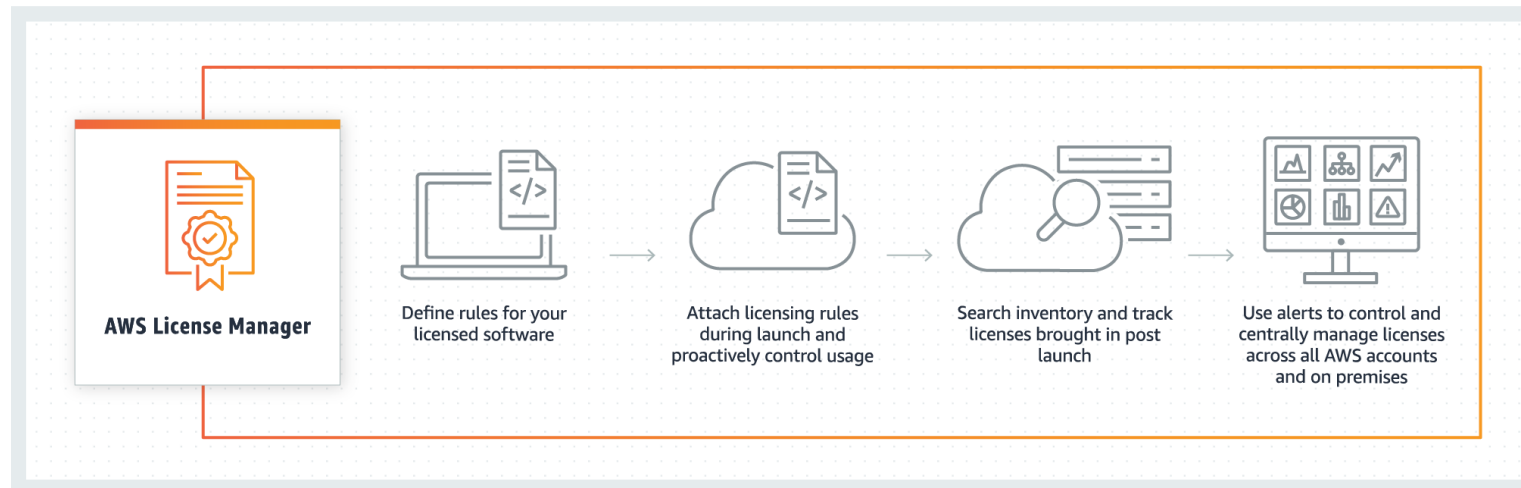 AWS License Manager
Define rules for your
licensed software
Attach licensing rules
during launch and
proactively control usage
Search inventory and track
licenses brought in post
launch
Use alerts to control and
centrally manage licenses
across all AWS accounts
and on premises